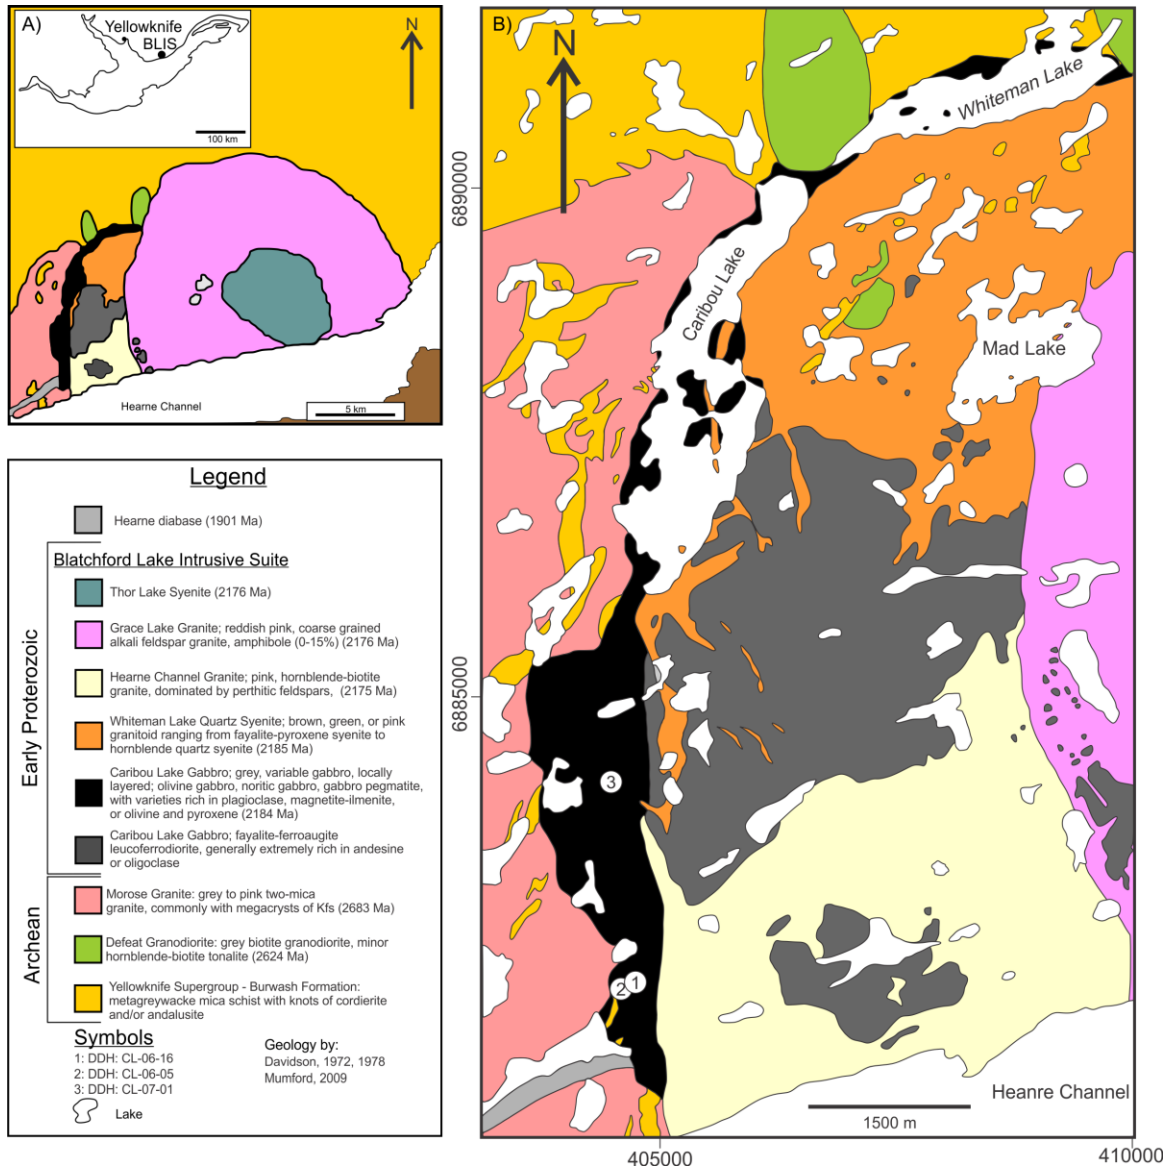 A)
Yellowknife
BLIS
100 km
N
Hearne Channel
5 km
Legend
Hearne diabase (1901 Ma)
Early Proterozoic
Blatchford Lake Intrusive Suite
Thor Lake Syenite (2176 Ma)
Grace Lake Granite; reddish pink, coarse grained
alkali feldspar granite, amphibole (0-15%) (2176 Ma)
Hearne Channel Granite; pink, hornblende-biotite
granite, dominated by perthitic feldspars, (2175 Ma)
Whiteman Lake Quartz Syenite; brown, green, or pink
granitoid ranging from fayalite-pyroxene syenite to
hornblende quartz syenite (2185 Ma)
Caribou Lake Gabbro; grey, variable gabbro, locally
layered; olivine gabbro, noritic gabbro, gabbro pegmatite,
with varieties rich in plagioclase, magnetite-ilmenite,
or olivine and pyroxene (2184 Ma)
Caribou Lake Gabbro; fayalite-ferroaugite
leucoferrodiorite, generally extremely rich in andesine
or oligoclase
Archean
Morose Granite: grey to pink two-mica
granite, commonly with megacrysts of Kfs (2683 Ma)
Defeat Granodiorite: grey biotite granodiorite, minor
hornblende-biotite tonalite (2624 Ma)
Yellowknife Supergroup - Burwash Formation:
metagreywacke mica schist with knots of cordierite
and/or andalusite
Symbols
1: DDH: CL-06-16
2: DDH: CL-06-05
3: DDH: CL-07-01
Lake
Geology by:
Davidson, 1972, 1978
Mumford, 2009
B)
N
Whiteman Lake
6890000
Caribou Lake
Mad Lake
6885000
3
2
1
Heanre Channel
1500 m
405000
410000